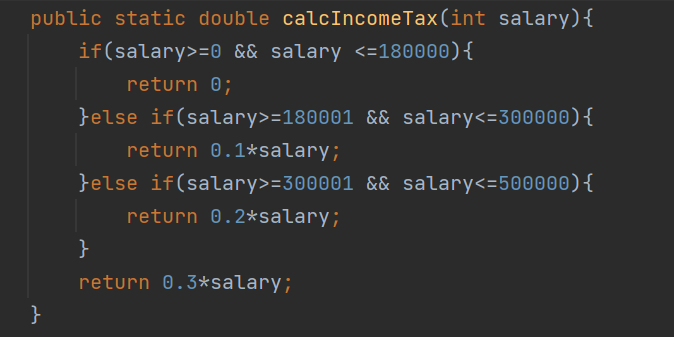 public static double calcIncomeTax(int salary){
    if(salary>=0 && salary <=180000){
        return 0;
    }else if(salary>=180001 && salary<=300000){
        return 0.1*salary;
    }else if(salary>=300001 && salary<=500000){
        return 0.2*salary;
    }
    return 0.3*salary;
}